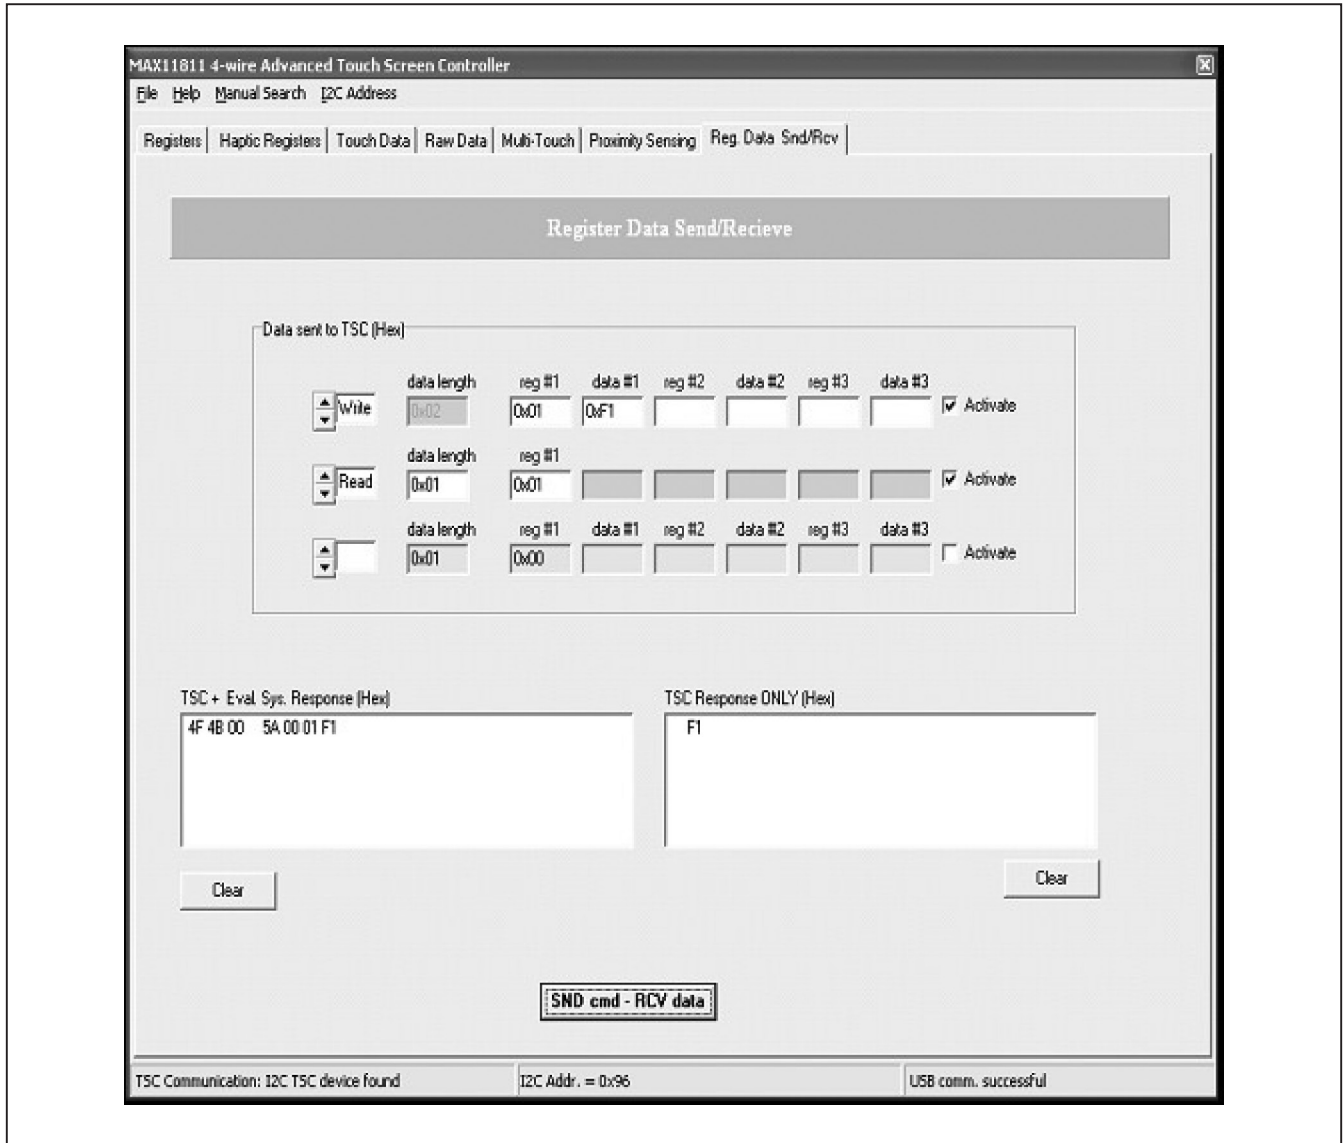 MAX11811 4-wire Advanced Touch Screen Controller
File Help Manual Search I2C Address
Registers Haptic Registers Touch Data Raw Data Multi-Touch Proximity Sensing Reg. Data Snd/Rcv
Register Data Send/Recieve
Data sent to TSC (Hex)
data length reg #1 data #1 reg #2 data #2 reg #3 data #3
Write 0x02 0x01 0xF1 Activate
data length reg #1
Read 0x01 0x01 Activate
data length reg #1 data #1 reg #2 data #2 reg #3 data #3
0x01 0x00 Activate
TSC + Eval. Sys. Response (Hex) TSC Response ONLY (Hex)
4F 4B 00 5A 00 01 F1 F1
Clear Clear
SND cmd - RCV data
TSC Communication: I2C TSC device found I2C Addr. = 0x96 USB comm. successful